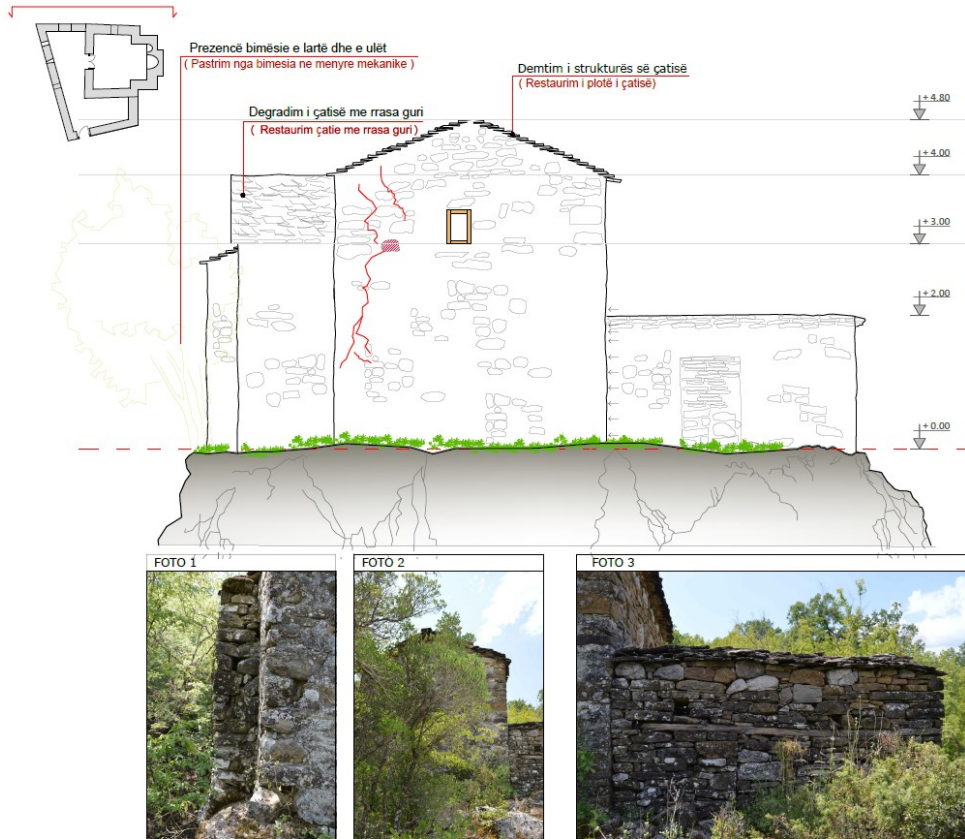 Prezencë bimësie e lartë dhe e ulët
( Pastrim nga bimesia ne menyre mekanike )
Degradim i çatisë me rrasa guri
( Restaurim çatie me rrasa guri )
Demtim i strukturës së çatisë
(Restaurim i plotë i çatisë)
+ 4.80
+ 4.00
+ 3.00
+ 2.00
+ 0.00
FOTO 1
FOTO 2
FOTO 3